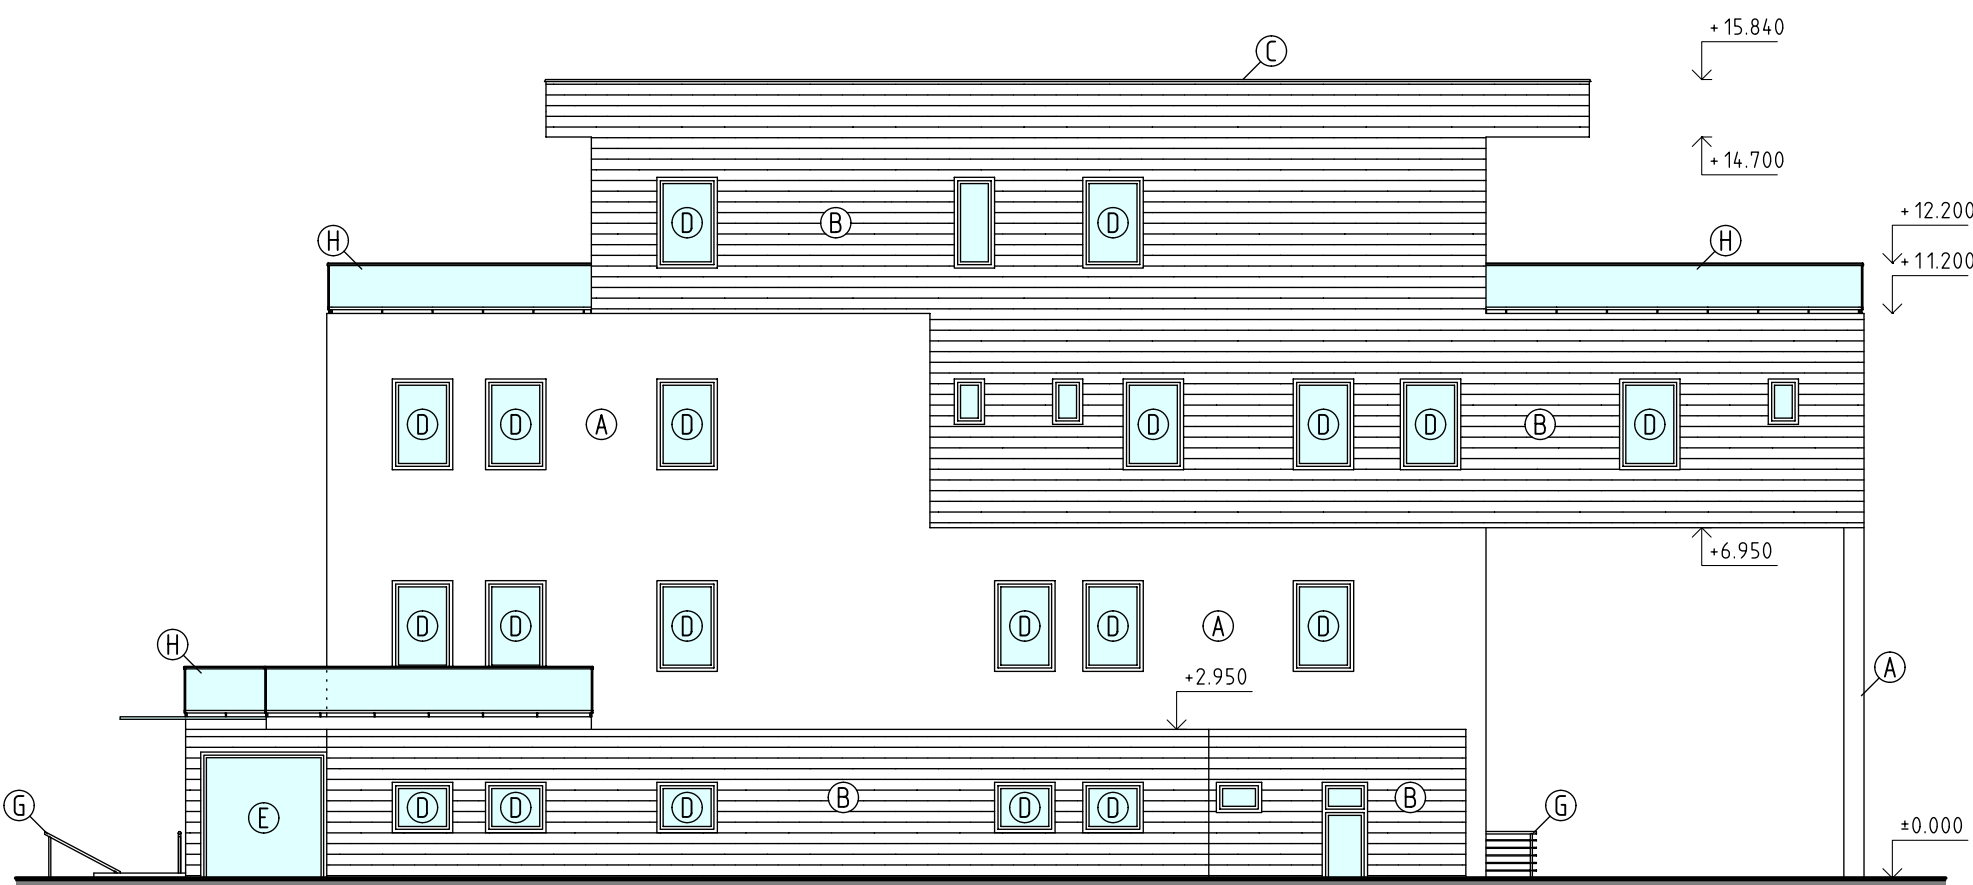 +15.840
C
+14.700
D B D
+12.200
H H
+11.200
D D A D D D D B D
+6.950
D D D D D A D
H
+2.950
A
G D D D B D D B G
E
±0.000